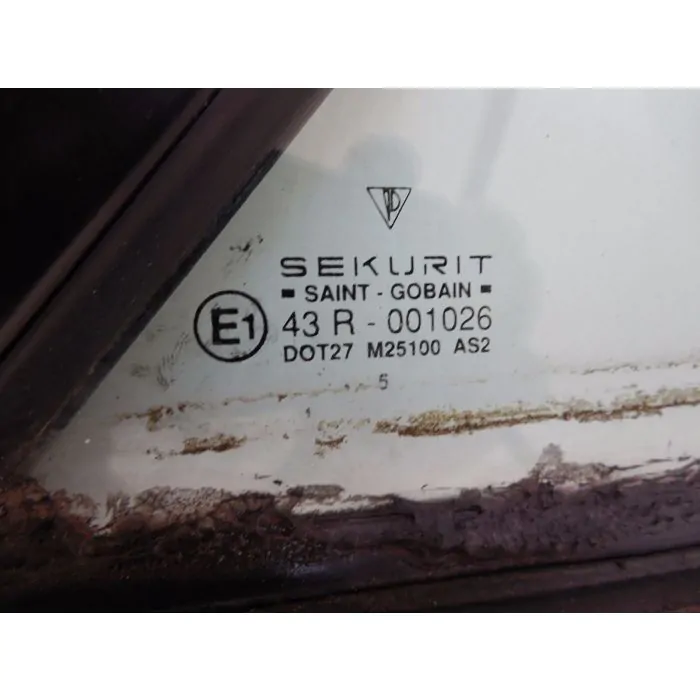 SEKURIT
SAINT - GOBAIN
E1
43 R - 001026
DOT27 M25100 AS2
5